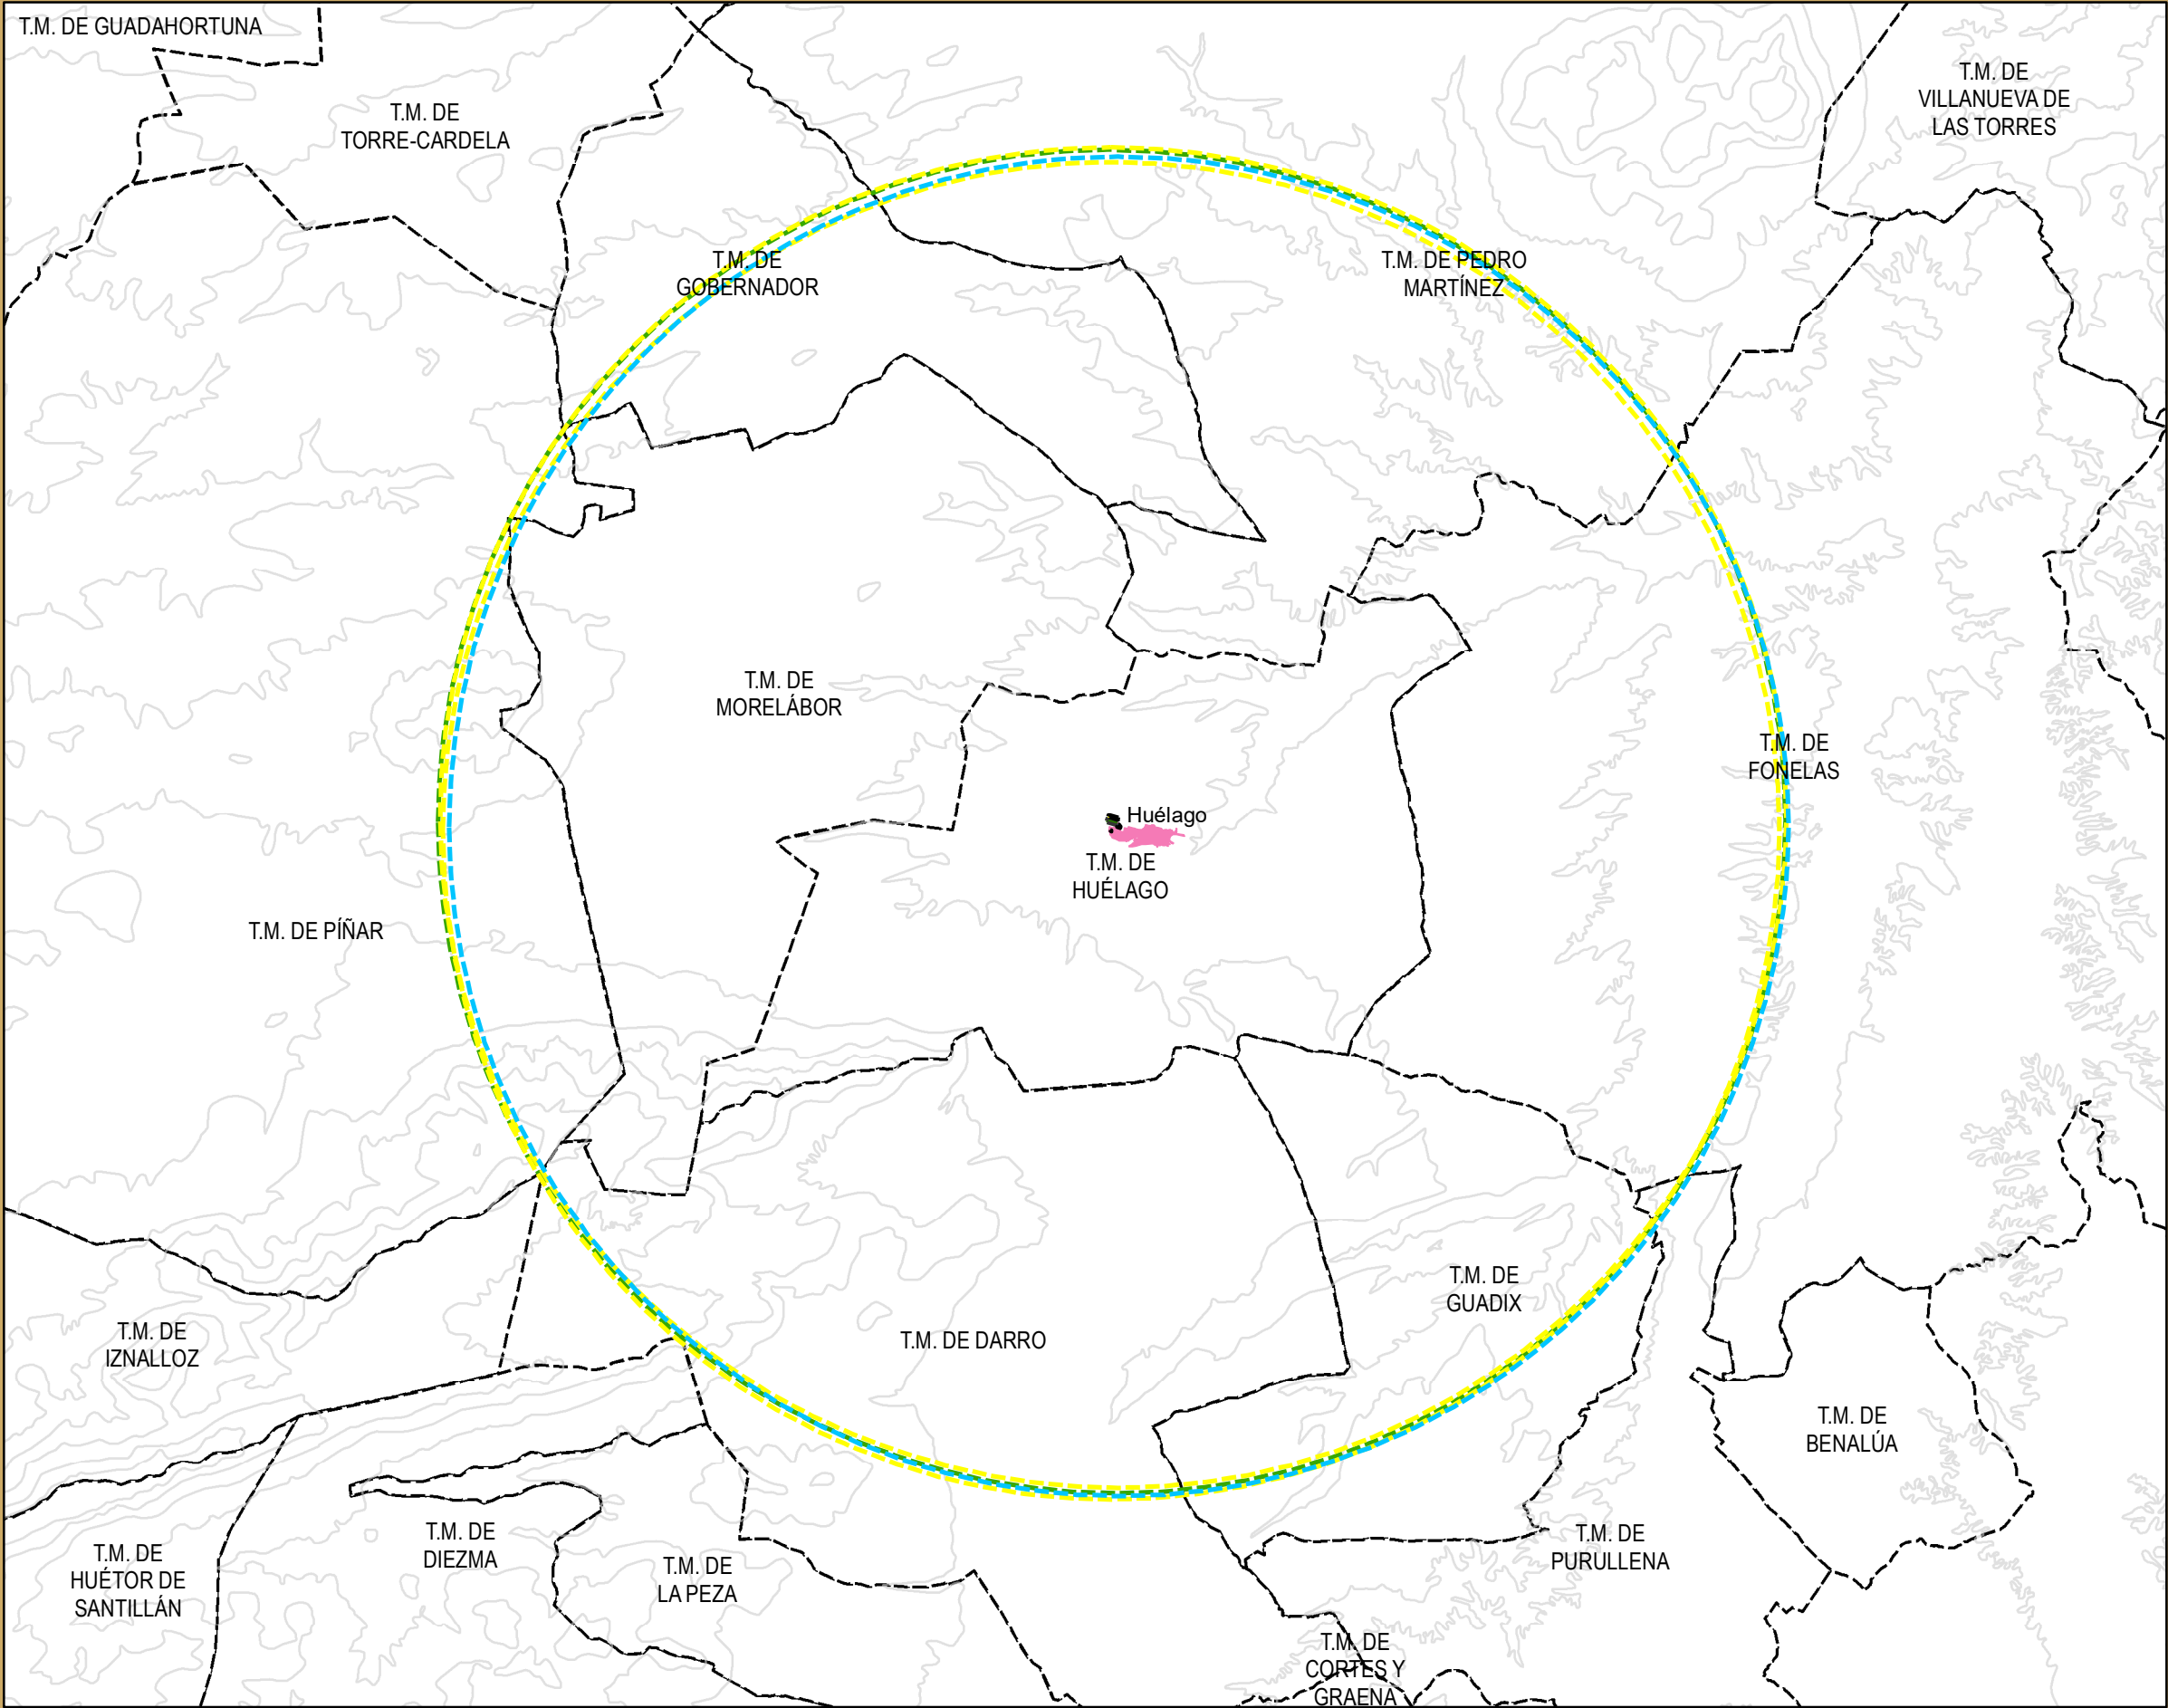 T.M. DE GUADAHORTUNA
T.M. DE
TORRE-CARDELA
T.M. DE
VILLANUEVA DE
LAS TORRES
T.M. DE
GOBERNADOR
T.M. DE PEDRO
MARTÍNEZ
T.M. DE
MORELÁBOR
T.M. DE
FONELAS
Huélago
T.M. DE
HUÉLAGO
T.M. DE PÍÑAR
T.M. DE
GUADIX
T.M. DE
IZNALLOZ
T.M. DE DARRO
T.M. DE
BENALÚA
T.M. DE
HUÉTOR DE
SANTILLÁN
T.M. DE
DIEZMA
T.M. DE
LA PEZA
T.M. DE
PURULLENA
T.M. DE
CORTES Y
GRAENA